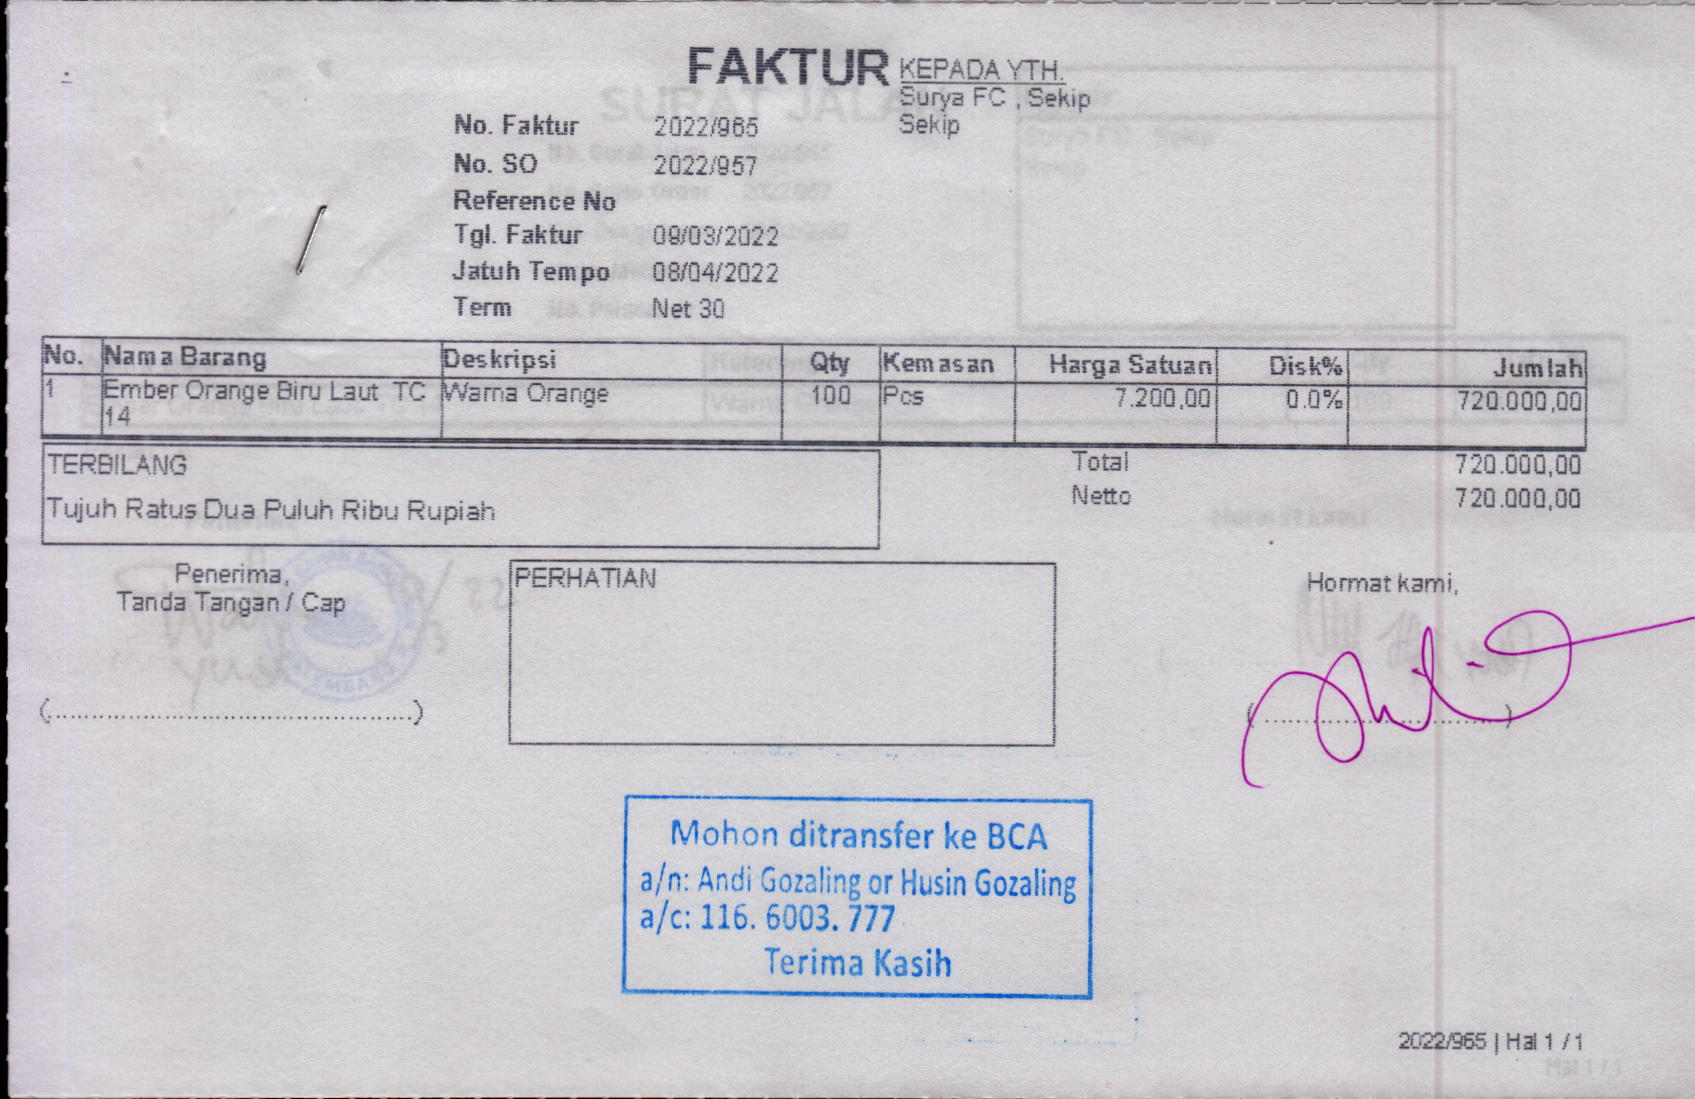 FAKTUR
KEPADA YTH.
Surya FC , Sekip
Sekip
No. Faktur 2022/965
No. SO 2022/957
Reference No
Tgl. Faktur 09/03/2022
Jatuh Tempo 08/04/2022
Term Net 30
No. Nama Barang Deskripsi Qty Kemasan Harga Satuan Disk% Jumlah
1 Ember Orange Biru Laut TC Warna Orange 100 Pcs 7.200,00 0.0% 720.000,00
14
TERBILANG
Tujuh Ratus Dua Puluh Ribu Rupiah
Total 720.000,00
Netto 720.000,00
Penerima,
Tanda Tangan / Cap
(................................................)
PERHATIAN
Hormat kami,
(................................)
Mohon ditransfer ke BCA
a/n: Andi Gozaling or Husin Gozaling
a/c: 116. 6003. 777
Terima Kasih
2022/965 | Hal 1 / 1